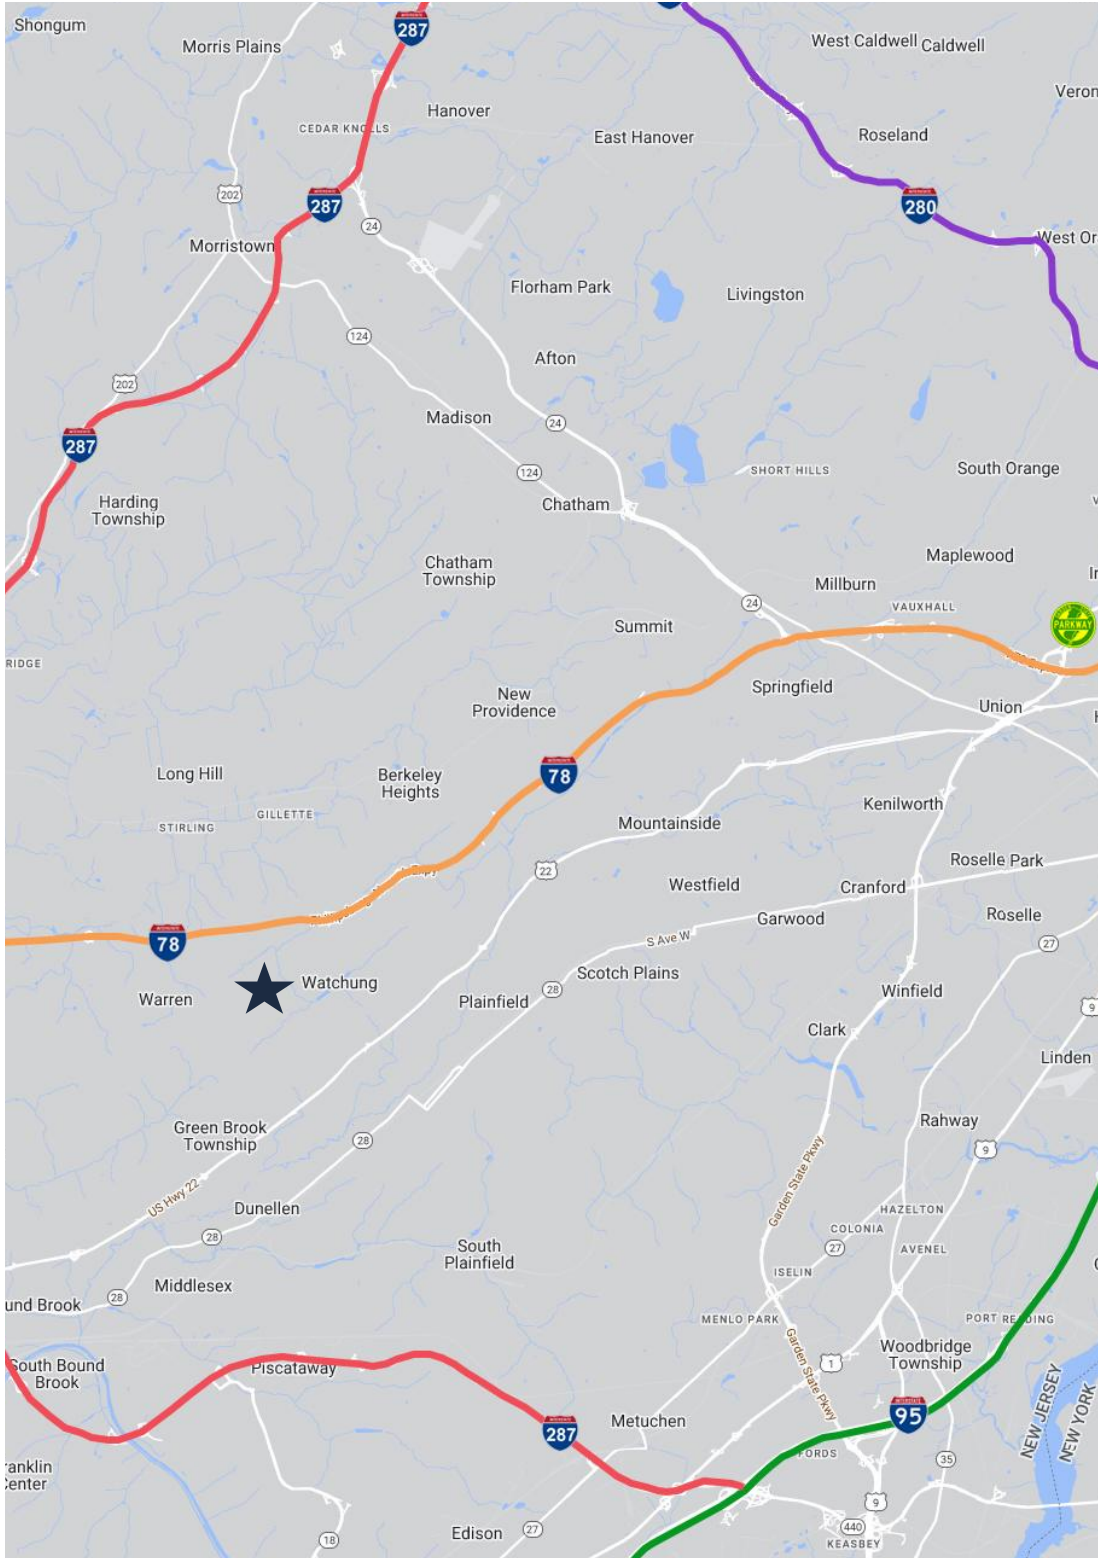 Shongum
287
West Caldwell
Caldwell
Morris Plains
Hanover
Veron
CEDAR KNOLLS
East Hanover
Roseland
202
287
280
24
Morristown
West Or
Florham Park
Livingston
124
Afton
202
Madison
24
287
124
SHORT HILLS
South Orange
Harding
Township
Chatham
Chatham
Township
Maplewood
Millburn
24
VAUXHALL
Summit
PARKWAY
RIDGE
New
Providence
Springfield
Union
Long Hill
Berkeley
Heights
78
Kenilworth
GILLETTE
STIRLING
Mountainside
22
Roselle Park
Westfield
Cranford
Garwood
Roselle
78
S Ave W
27
Watchung
Scotch Plains
Warren
Plainfield
28
Winfield
9
Clark
Linden
Green Brook
Township
28
Rahway
9
US Hwy 22
Garden State Pkwy
Dunellen
28
HAZELTON
COLONIA
South
Plainfield
27
AVENEL
ISELIN
Middlesex
28
und Brook
MENLO PARK
PORT READING
South Bound
Brook
Piscataway
Garden State Pkwy
1
Woodbridge
Township
NEW JERSEY
NEW YORK
Metuchen
95
287
FORDS
35
ranklin
Center
9
Edison
27
440
18
KEASBEY